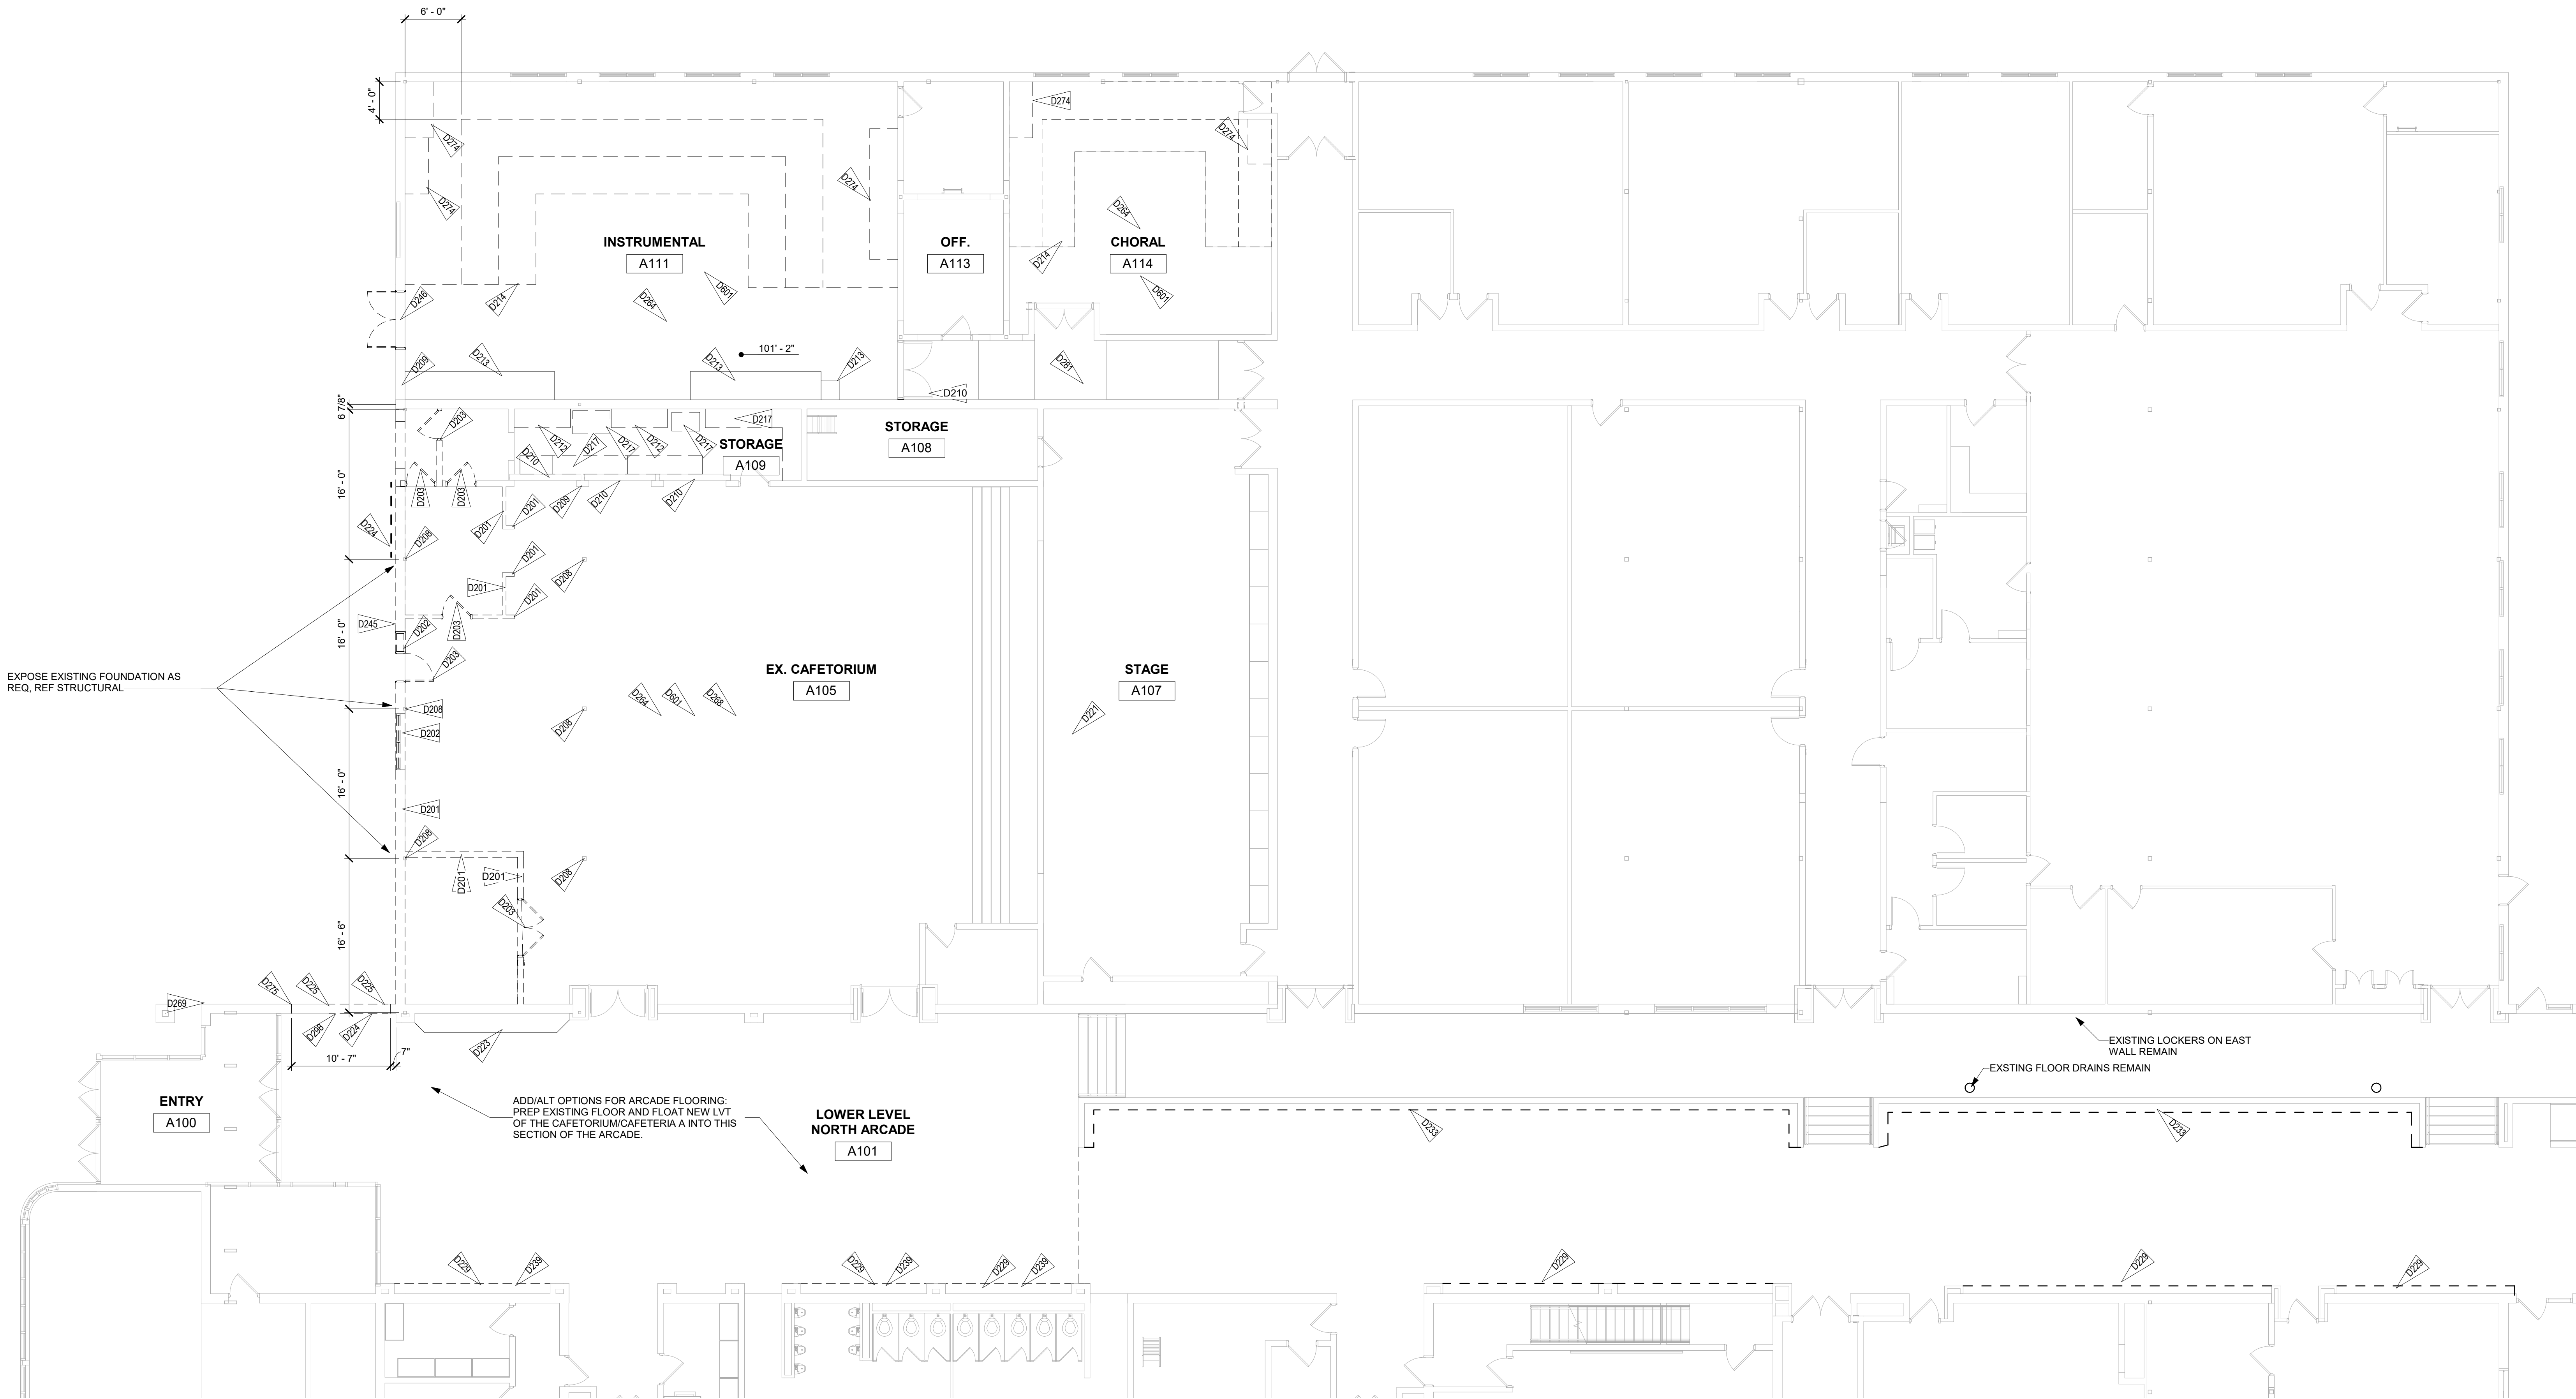 6' - 0"
4' - 0"
D274
D274
D274
D274
D274
INSTRUMENTAL
A111
OFF.
A113
CHORAL
A114
D264
D214
D601
D246
D214
D264
D601
101' - 2"
D209
D213
D213
D213
D281
D210
6 7/8"
D203
D217
D212
D217
D217
D212
D217
STORAGE
A109
STORAGE
A108
D210
16' - 0"
D203
D203
D201
D201
D209
D210
D210
D224
D208
D201
D208
D201
D201
D245
D202
D203
16' - 0"
D203
EX. CAFETORIUM
A105
STAGE
A107
EXPOSE EXISTING FOUNDATION AS
REQ, REF STRUCTURAL
D264
D601
D268
D208
D208
D221
D202
16' - 0"
D201
D208
D201
D201
D208
D203
16' - 6"
D269
D275
D225
D225
D298
D224
D223
10' - 7"
7"
EXISTING LOCKERS ON EAST
WALL REMAIN
EXSTING FLOOR DRAINS REMAIN
ENTRY
A100
ADD/ALT OPTIONS FOR ARCADE FLOORING:
PREP EXISTING FLOOR AND FLOAT NEW LVT
OF THE CAFETORIUM/CAFETERIA A INTO THIS
SECTION OF THE ARCADE.
LOWER LEVEL
NORTH ARCADE
A101
D233
D233
D229
D239
D229
D239
D229
D239
D229
D229
D229